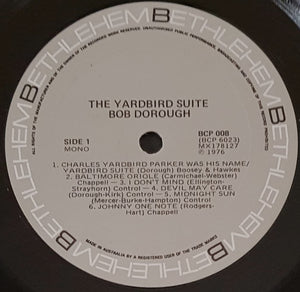 BETHLEHEM BETHLEHEM BETHLEHEM BETHLEHEM
THE YARDBIRD SUITE
BOB DOROUGH
SIDE 1
MONO
BCP 008
(BCP 6023)
MX178127
℗ 1976
1. CHARLES YARDBIRD PARKER WAS HIS NAME/
YARDBIRD SUITE (Dorough) Boosey & Hawkes
2. BALTIMORE ORIOLE (Carmichael-Webster)
Chappell - 3. I DON'T MIND (Ellington-
Strayhorn) Control - 4. DEVIL MAY CARE
(Dorough-Kirk) Control - 5. MIDNIGHT SUN
(Mercer-Burke-Hampton) Control
6. JOHNNY ONE NOTE (Rodgers-
Hart) Chappell
MADE IN AUSTRALIA BY A REGISTERED USER OF THE TRADE MARKS